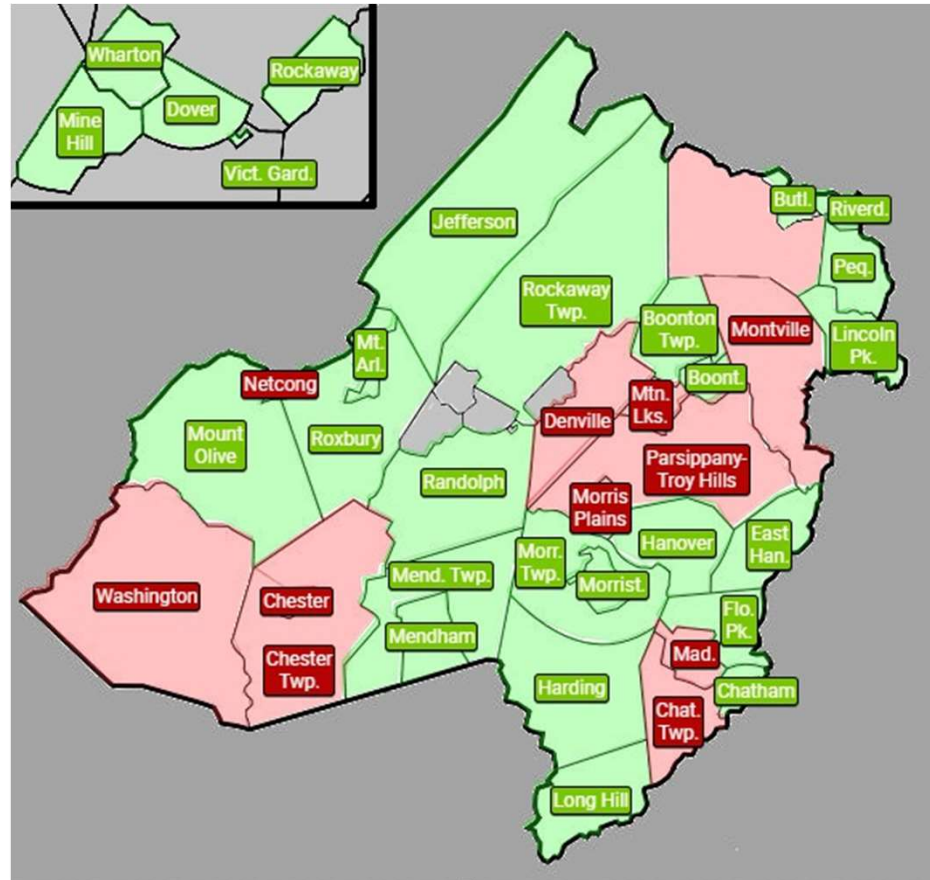 Wharton
Rockaway
Mine
Hill
Dover
Vict. Gard.
Jefferson
Butl.
Riverd.
Peq.
Rockaway
Twp.
Boonton
Twp.
Montville
Lincoln
Pk.
Mt.
Arl.
Netcong
Boont.
Mtn.
Lks.
Denville
Mount
Olive
Roxbury
Randolph
Parsippany-
Troy Hills
Morris
Plains
Hanover
East
Han.
Morr.
Twp.
Morrist.
Mend. Twp.
Washington
Chester
Flo.
Pk.
Mendham
Mad.
Chester
Twp.
Harding
Chatham
Chat.
Twp.
Long Hill